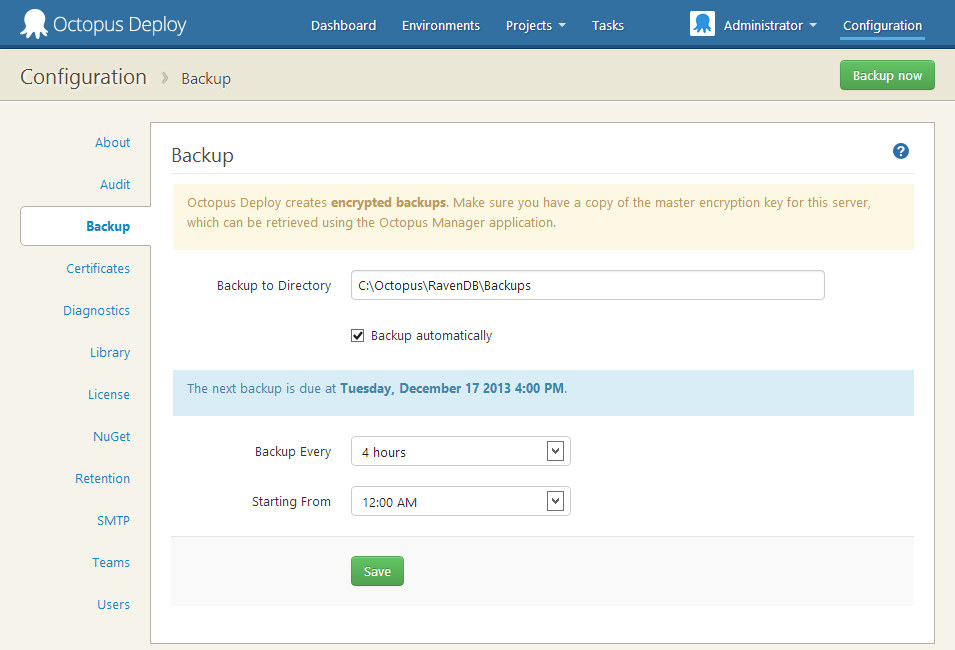 Octopus Deploy
Dashboard Environments Projects Tasks Administrator Configuration
Configuration Backup
Backup now
About
Audit
Backup
Certificates
Diagnostics
Library
License
NuGet
Retention
SMTP
Teams
Users
Backup
?
Octopus Deploy creates encrypted backups. Make sure you have a copy of the master encryption key for this server,
which can be retrieved using the Octopus Manager application.
Backup to Directory C:\Octopus\RavenDB\Backups
Backup automatically
The next backup is due at Tuesday, December 17 2013 4:00 PM.
Backup Every 4 hours
Starting From 12:00 AM
Save